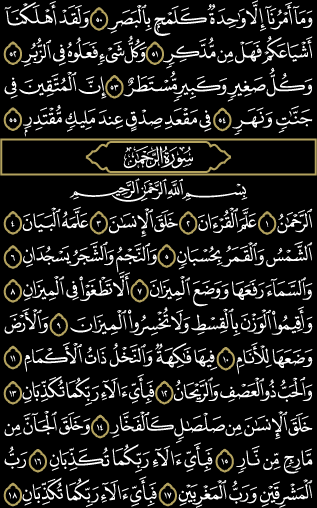 وَمَآ أَمْرُنَآ إِلَّا وَٰحِدَةٌ كَلَمْحٍۭ بِٱلْبَصَرِ ٥٠ وَلَقَدْ أَهْلَكْنَآ
أَشْيَاعَكُمْ فَهَلْ مِن مُّدَّكِرٍ ٥١ وَكُلُّ شَىْءٍ فَعَلُوهُ فِى ٱلزُّبُرِ ٥٢
وَكُلُّ صَغِيرٍ وَكَبِيرٍ مُّسْتَطَرٌ ٥٣ إِنَّ ٱلْمُتَّقِينَ فِى
جَنَّٰتٍ وَنَهَرٍ ٥٤ فِى مَقْعَدِ صِدْقٍ عِندَ مَلِيكٍ مُّقْتَدِرٍۭ ٥٥
سُورَةُ الرَّحْمَٰن
بِسْمِ ٱللَّهِ ٱلرَّحْمَٰنِ ٱلرَّحِيمِ
ٱلرَّحْمَٰنُ ١ عَلَّمَ ٱلْقُرْءَانَ ٢ خَلَقَ ٱلْإِنسَٰنَ ٣ عَلَّمَهُ ٱلْبَيَانَ ٤
ٱلشَّمْسُ وَٱلْقَمَرُ بِحُسْبَانٍ ٥ وَٱلنَّجْمُ وَٱلشَّجَرُ يَسْجُدَانِ ٦
وَٱلسَّمَآءَ رَفَعَهَا وَوَضَعَ ٱلْمِيزَانَ ٧ أَلَّا تَطْغَوْا۟ فِى ٱلْمِيزَانِ ٨
وَأَقِيمُوا۟ ٱلْوَزْنَ بِٱلْقِسْطِ وَلَا تُخْسِرُوا۟ ٱلْمِيزَانَ ٩ وَٱلْأَرْضَ
وَضَعَهَا لِلْأَنَامِ ١٠ فِيهَا فَٰكِهَةٌ وَٱلنَّخْلُ ذَاتُ ٱلْأَكْمَامِ ١١
وَٱلْحَبُّ ذُو ٱلْعَصْفِ وَٱلرَّيْحَانُ ١٢ فَبِأَىِّ ءَالَآءِ رَبِّكُمَا تُكَذِّبَانِ ١٣
خَلَقَ ٱلْإِنسَٰنَ مِن صَلْصَٰلٍ كَٱلْفَخَّارِ ١٤ وَخَلَقَ ٱلْجَآنَّ مِن
مَّارِجٍ مِّن نَّارٍ ١٥ فَبِأَىِّ ءَالَآءِ رَبِّكُمَا تُكَذِّبَانِ ١٦ رَبُّ
ٱلْمَشْرِقَيْنِ وَرَبُّ ٱلْمَغْرِبَيْنِ ١٧ فَبِأَىِّ ءَالَآءِ رَبِّكُمَا تُكَذِّبَانِ ١٨